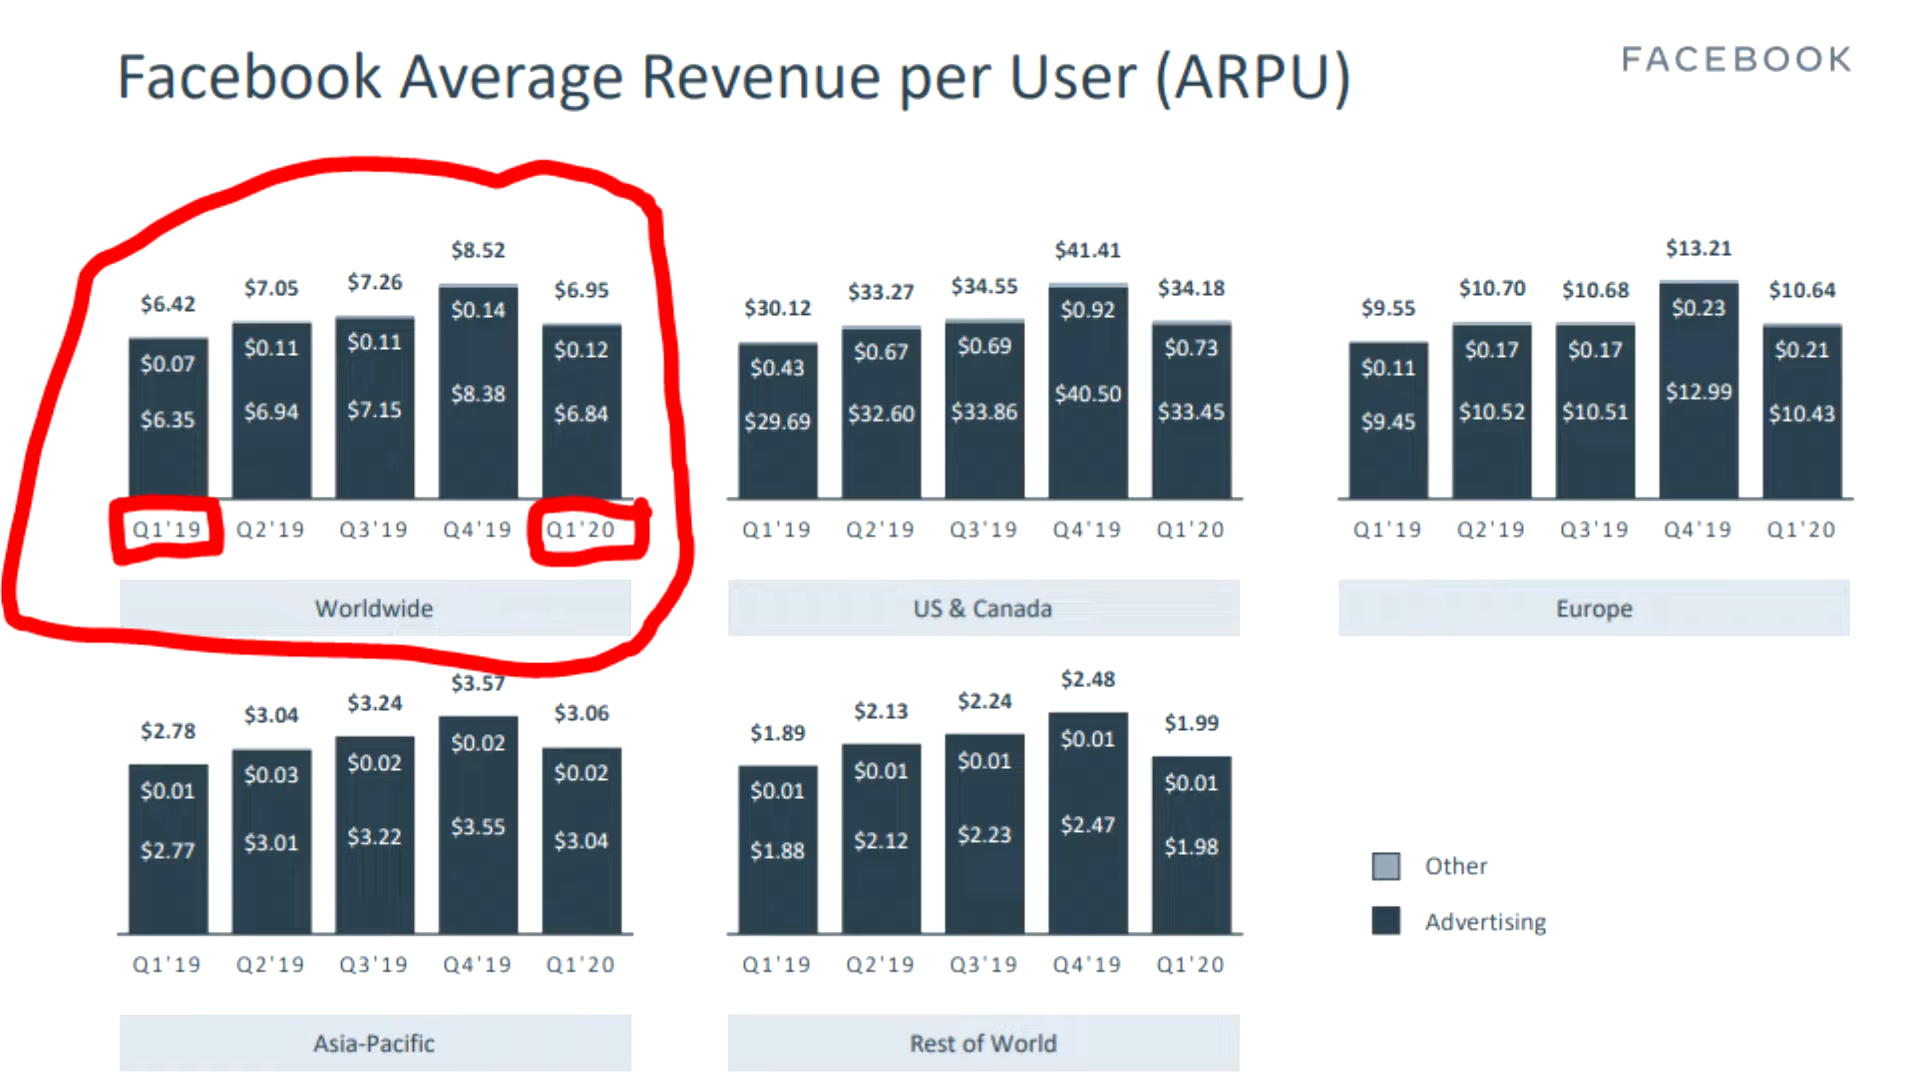 Facebook Average Revenue per User (ARPU)
FACEBOOK
$6.42 $7.05 $7.26 $8.52 $6.95
$0.07 $0.11 $0.11 $0.14 $0.12
$6.35 $6.94 $7.15 $8.38 $6.84
Q1'19 Q2'19 Q3'19 Q4'19 Q1'20
Worldwide
$30.12 $33.27 $34.55 $41.41 $34.18
$0.43 $0.67 $0.69 $0.92 $0.73
$29.69 $32.60 $33.86 $40.50 $33.45
Q1'19 Q2'19 Q3'19 Q4'19 Q1'20
US & Canada
$9.55 $10.70 $10.68 $13.21 $10.64
$0.11 $0.17 $0.17 $0.23 $0.21
$9.45 $10.52 $10.51 $12.99 $10.43
Q1'19 Q2'19 Q3'19 Q4'19 Q1'20
Europe
$2.78 $3.04 $3.24 $3.57 $3.06
$0.01 $0.03 $0.02 $0.02 $0.02
$2.77 $3.01 $3.22 $3.55 $3.04
Q1'19 Q2'19 Q3'19 Q4'19 Q1'20
Asia-Pacific
$1.89 $2.13 $2.24 $2.48 $1.99
$0.01 $0.01 $0.01 $0.01 $0.01
$1.88 $2.12 $2.23 $2.47 $1.98
Q1'19 Q2'19 Q3'19 Q4'19 Q1'20
Rest of World
Other
Advertising